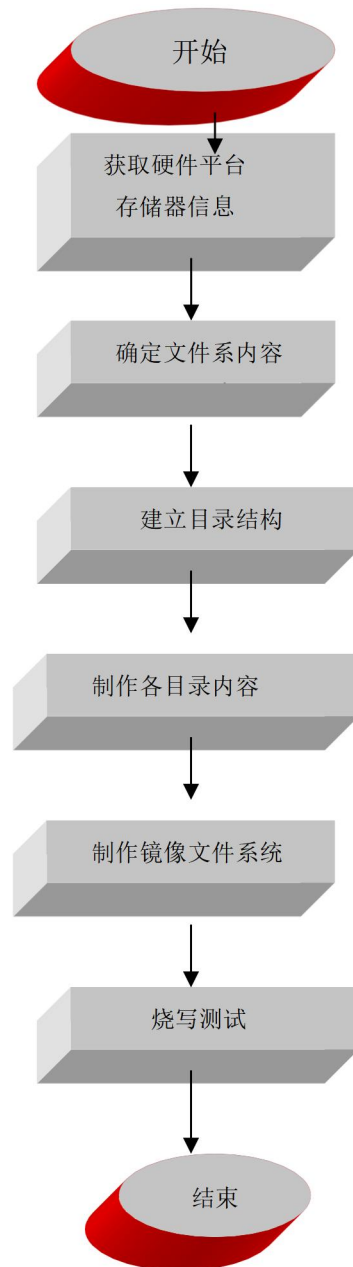 开始
获取硬件平台
存储器信息
确定文件系内容
建立目录结构
制作各目录内容
制作镜像文件系统
烧写测试
结束